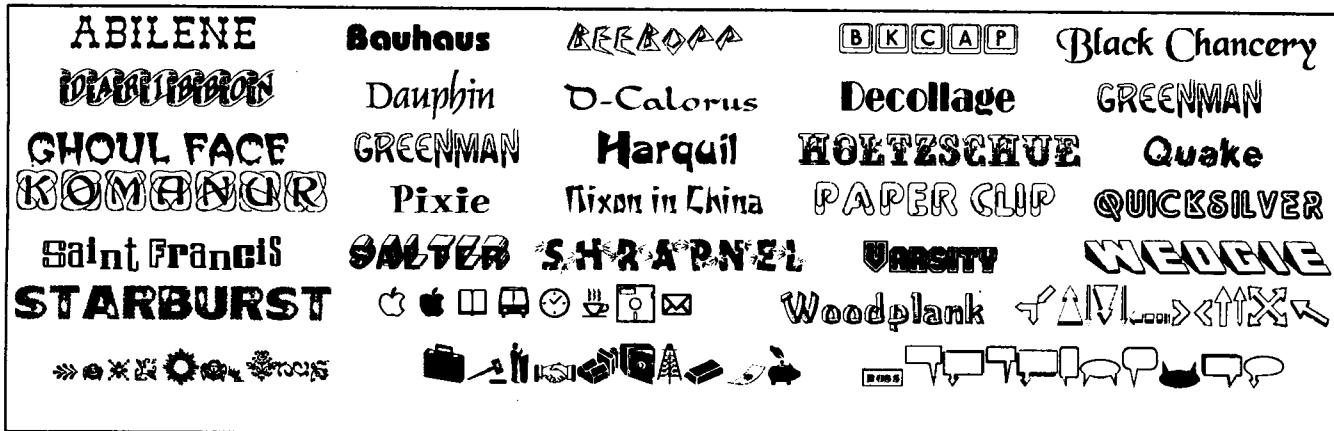 ABILENE Bauhaus BEEBOPP BKCAP Black Chancery
DARIBBON Dauphin D-Calorus Decollage GREENMAN
GHOUL FACE GREENMAN Harquil HOLTZSCHUE Quake
KOMANUR Pixie Nixon in China PAPER CLIP QUICKSILVER
Saint Francis SALTER SHRAPNEL VARSITY WEDGIE
STARBURST Woodplank